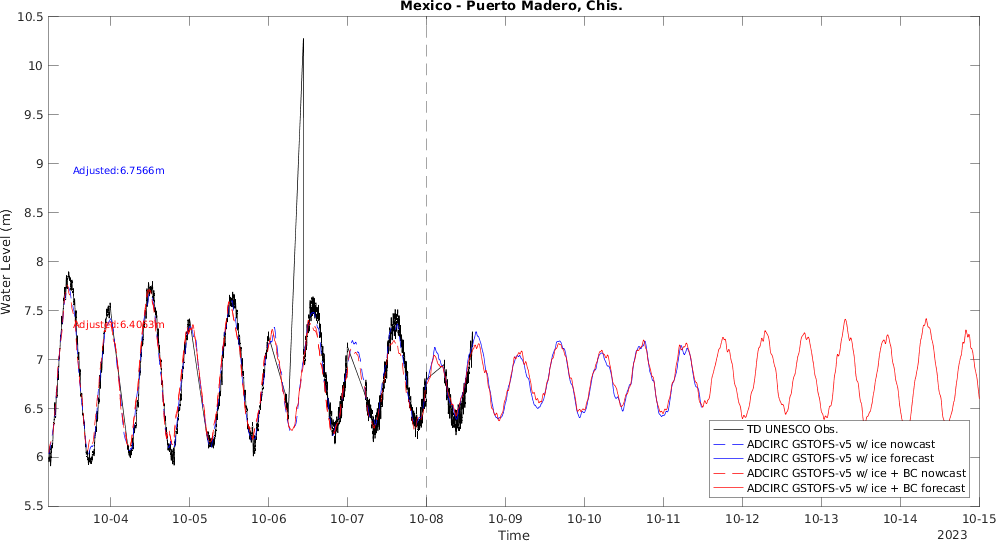 Mexico - Puerto Madero, Chis.
10.5
10
9.5
9
8.5
8
7.5
7
6.5
6
5.5
Water Level (m)
Adjusted:6.7566m
Adjusted:6.4063m
TD UNESCO Obs.
ADCIRC GSTOFS-v5 w/ ice nowcast
ADCIRC GSTOFS-v5 w/ ice forecast
ADCIRC GSTOFS-v5 w/ ice + BC nowcast
ADCIRC GSTOFS-v5 w/ ice + BC forecast
10-04 10-05 10-06 10-07 10-08 10-09 10-10 10-11 10-12 10-13 10-14 10-15
Time
2023